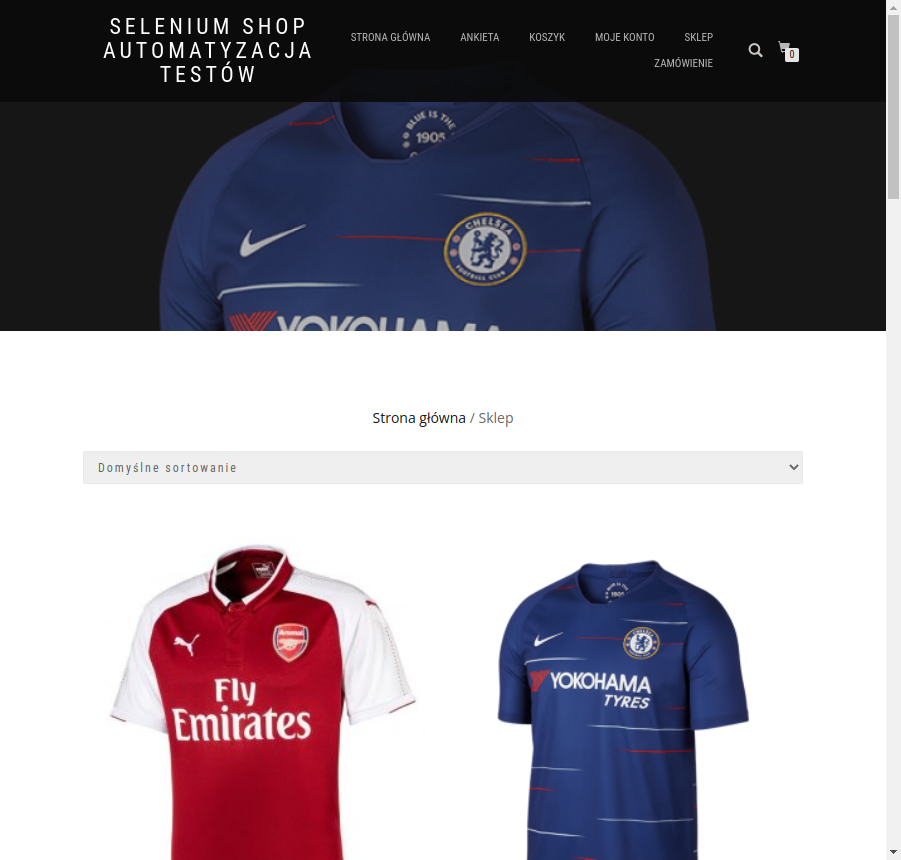 SELENIUM SHOP
AUTOMATYZACJA
TESTÓW
STRONA GŁÓWNA
ANKIETA
KOSZYK
MOJE KONTO
SKLEP
ZAMÓWIENIE
0
BLUE IS THE
1905
CHELSEA
FOOTBALL CLUB
YOKOHAMA
Strona główna / Sklep
Domyślne sortowanie
Arsenal
Fly
Emirates
1905
YOKOHAMA
TYRES